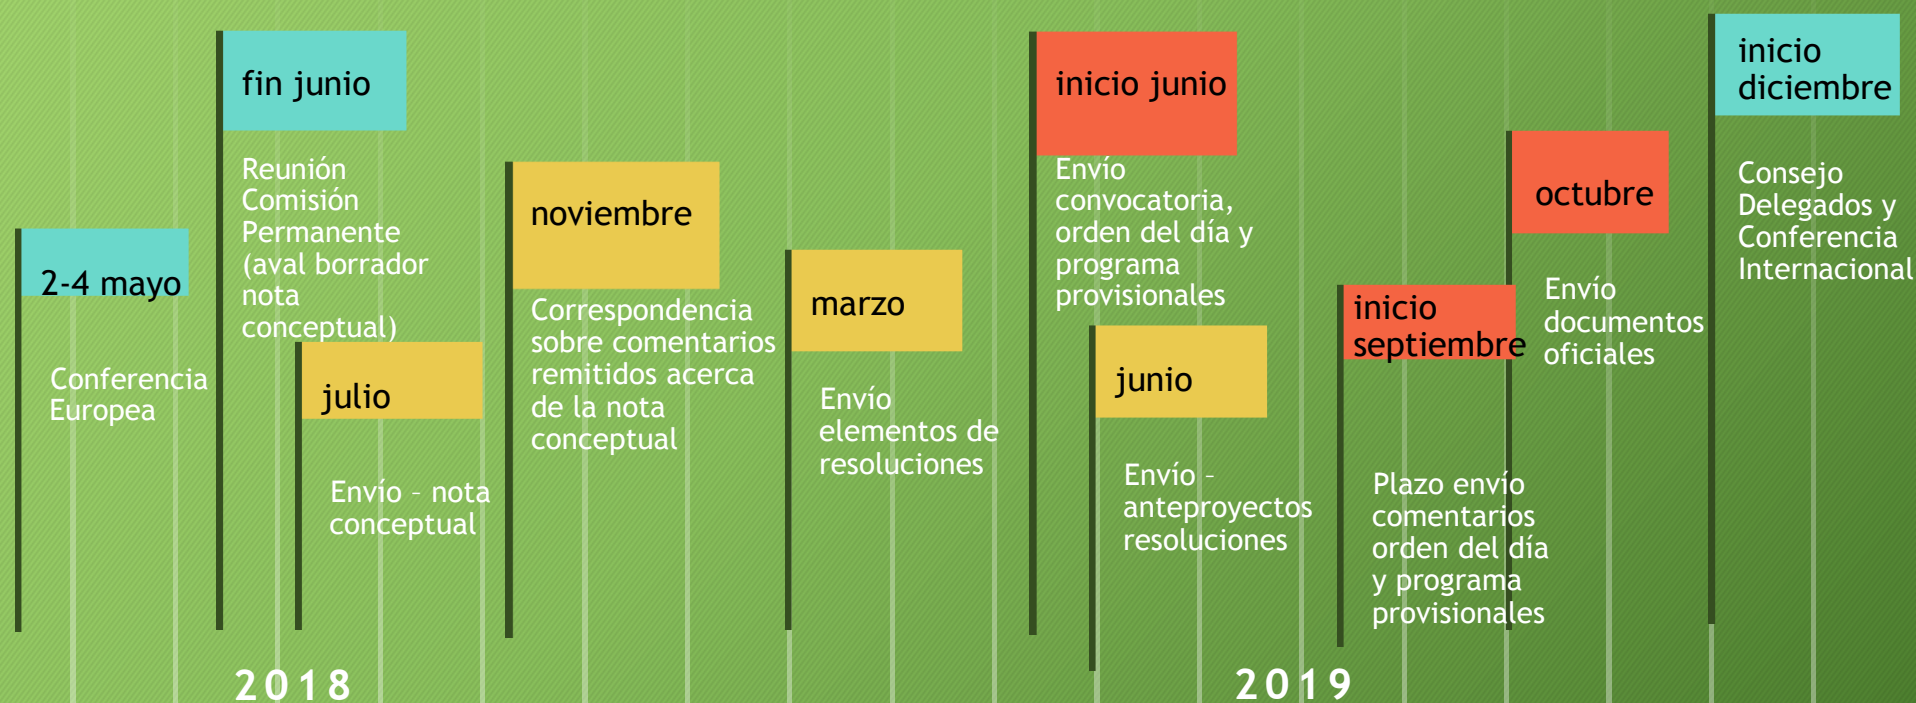 2-4 mayo
Conferencia
Europea
fin junio
Reunión
Comisión
Permanente
(aval borrador
nota
conceptual)
julio
Envío – nota
conceptual
noviembre
Correspondencia
sobre comentarios
remitidos acerca
de la nota
conceptual
marzo
Envío
elementos de
resoluciones
inicio junio
Envío
convocatoria,
orden del día y
programa
provisionales
junio
Envío –
anteproyectos
resoluciones
inicio
septiembre
Plazo envío
comentarios
orden del día
y programa
provisionales
octubre
Envío
documentos
oficiales
inicio
diciembre
Consejo
Delegados y
Conferencia
Internacional
2018
2019